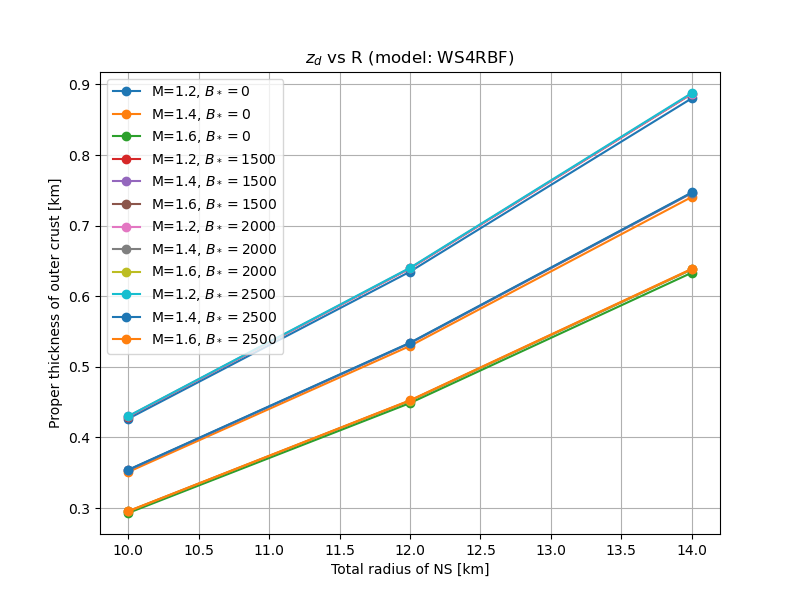 $z_d$ vs R (model: WS4RBF)
0.9
0.8
0.7
0.6
0.5
0.4
0.3
Proper thickness of outer crust [km]
M=1.2, $B_* = 0$
M=1.4, $B_* = 0$
M=1.6, $B_* = 0$
M=1.2, $B_* = 1500$
M=1.4, $B_* = 1500$
M=1.6, $B_* = 1500$
M=1.2, $B_* = 2000$
M=1.4, $B_* = 2000$
M=1.6, $B_* = 2000$
M=1.2, $B_* = 2500$
M=1.4, $B_* = 2500$
M=1.6, $B_* = 2500$
10.0 10.5 11.0 11.5 12.0 12.5 13.0 13.5 14.0
Total radius of NS [km]